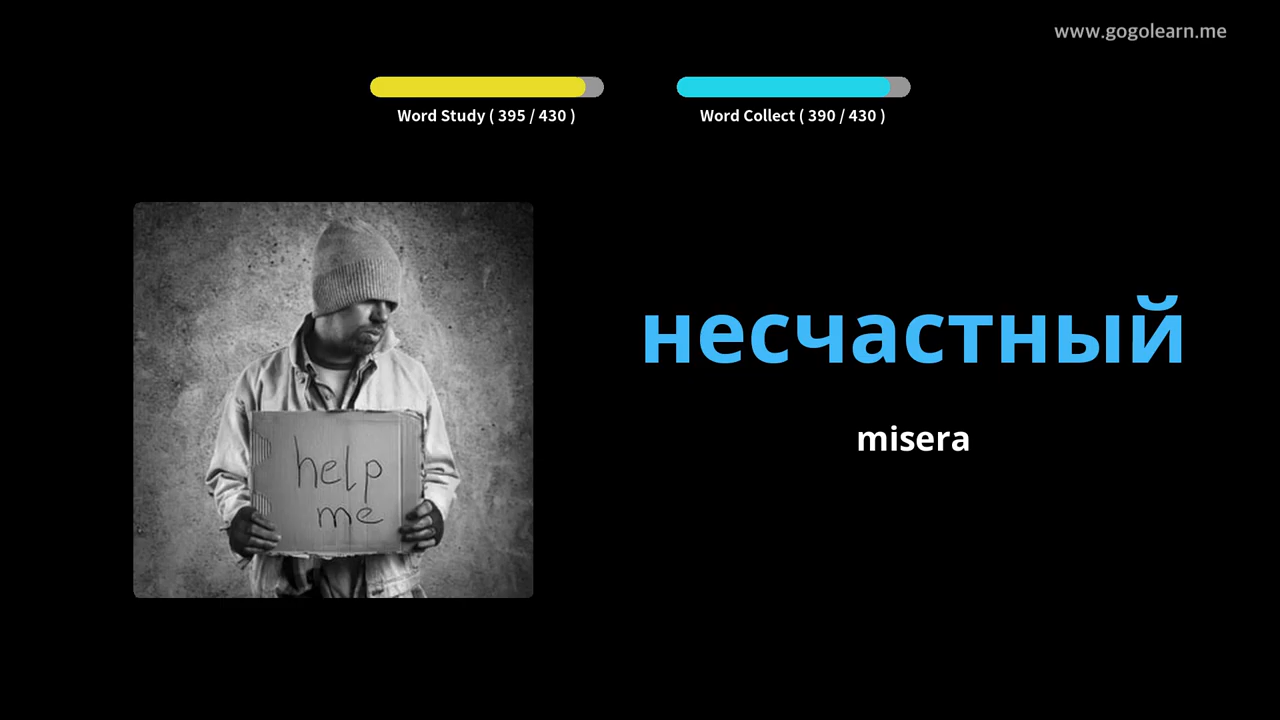 www.gogolearn.me
Word Study ( 395 / 430 )
Word Collect ( 390 / 430 )
help
me
несчастный
misera